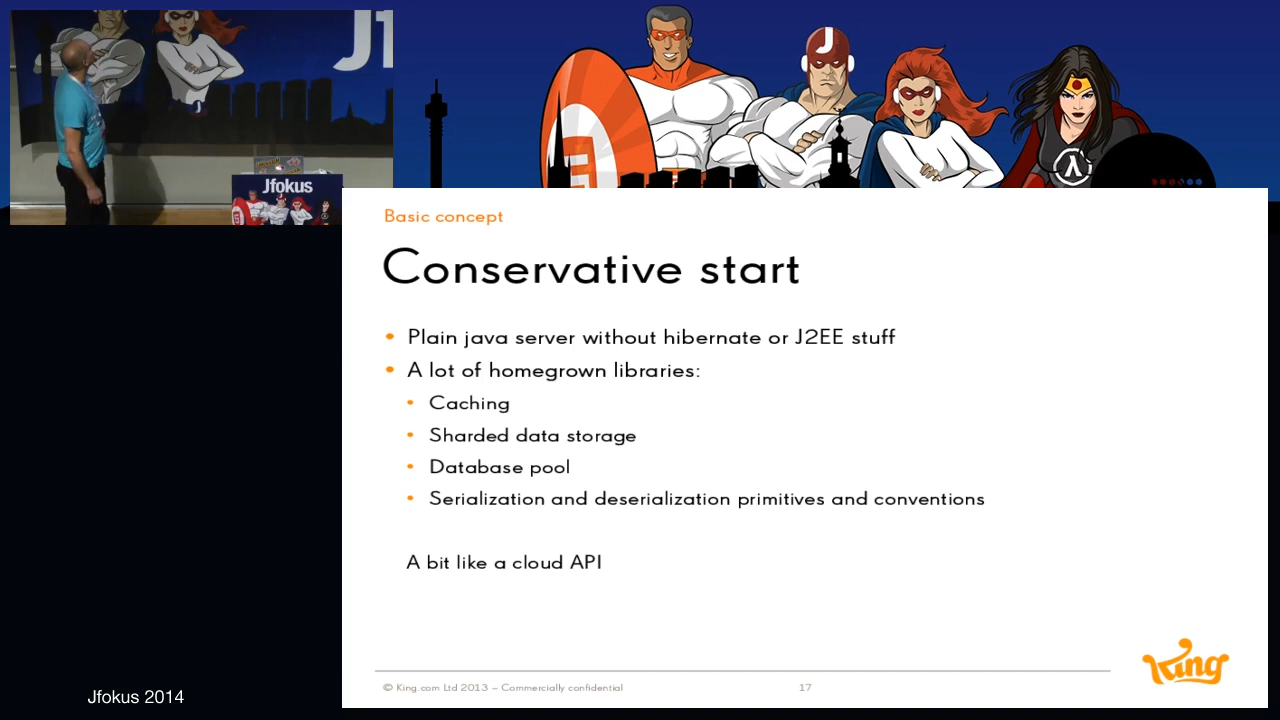 J1
Jfokus
J
Basic concept
Conservative start
Plain java server without hibernate or J2EE stuff
A lot of homegrown libraries:
Caching
Sharded data storage
Database pool
Serialization and deserialization primitives and conventions
A bit like a cloud API
© King.com Ltd 2013 – Commercially confidential
17
King
Jfokus 2014